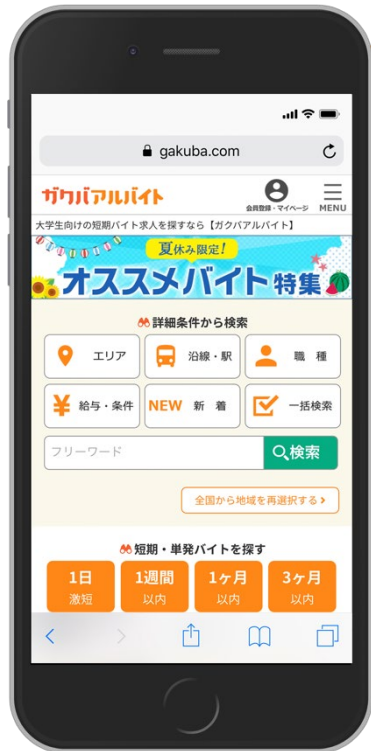 gakuba.com
ガクバアルバイト
会員登録・マイページ MENU
大学生向けの短期バイト求人を探すなら【ガクバアルバイト】
夏休み限定!
オススメバイト特集
詳細条件から検索
エリア 沿線・駅 職種
給与・条件 NEW 新着 一括検索
フリーワード 検索
全国から地域を再選択する
短期・単発バイトを探す
1日 1週間 1ヶ月 3ヶ月
激短 以内 以内 以内